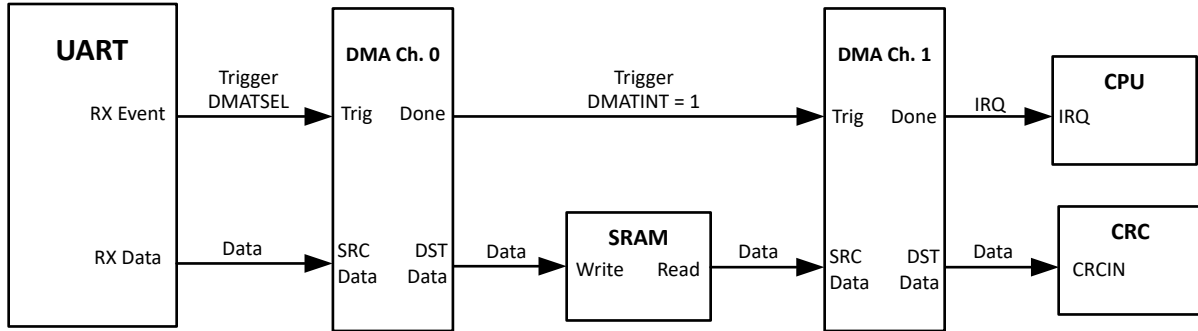 UART
RX Event
RX Data
Trigger
DMATSEL
Data
DMA Ch. 0
Trig Done
SRC DST
Data Data
Trigger
DMATINT = 1
Data
SRAM
Write Read
Data
DMA Ch. 1
Trig Done
SRC DST
Data Data
IRQ
Data
CPU
IRQ
CRC
CRCIN